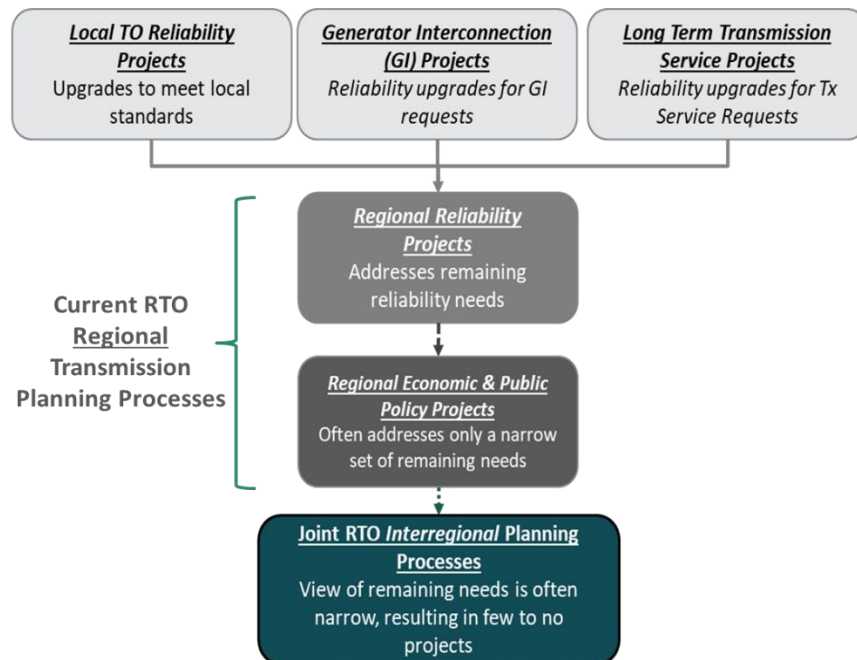 Local TO Reliability
Projects
Upgrades to meet local
standards
Generator Interconnection
(GI) Projects
Reliability upgrades for GI
requests
Long Term Transmission
Service Projects
Reliability upgrades for Tx
Service Requests
Current RTO
Regional
Transmission
Planning Processes
Regional Reliability
Projects
Addresses remaining
reliability needs
Regional Economic & Public
Policy Projects
Often addresses only a narrow
set of remaining needs
Joint RTO Interregional Planning
Processes
View of remaining needs is often
narrow, resulting in few to no
projects